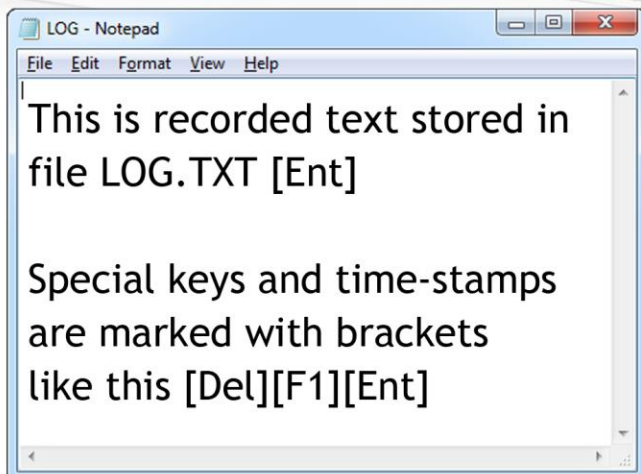 LOG - Notepad
File Edit Format View Help
This is recorded text stored in
file LOG.TXT [Ent]
Special keys and time-stamps
are marked with brackets
like this [Del][F1][Ent]